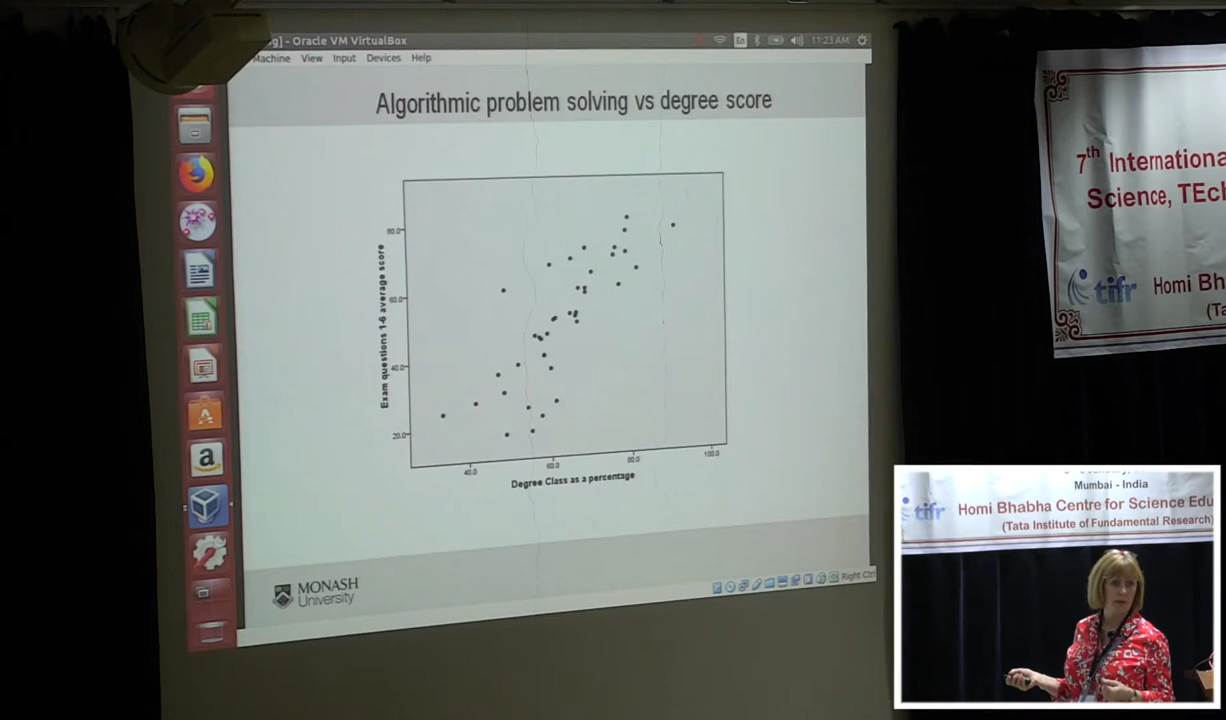 - Oracle VM VirtualBox
En
11:23 AM
Machine View Input Devices Help
Algorithmic problem solving vs degree score
80.0
60.0
40.0
20.0
Exam questions 1-6 average score
40.0
60.0
80.0
100.0
Degree Class as a percentage
MONASH
University
Right Ctrl
a
7th Internationa
Science, TEch
tifr
Homi Bh
(Ta
Mumbai - India
tifr
Homi Bhabha Centre for Science Edu
(Tata Institute of Fundamental Research)